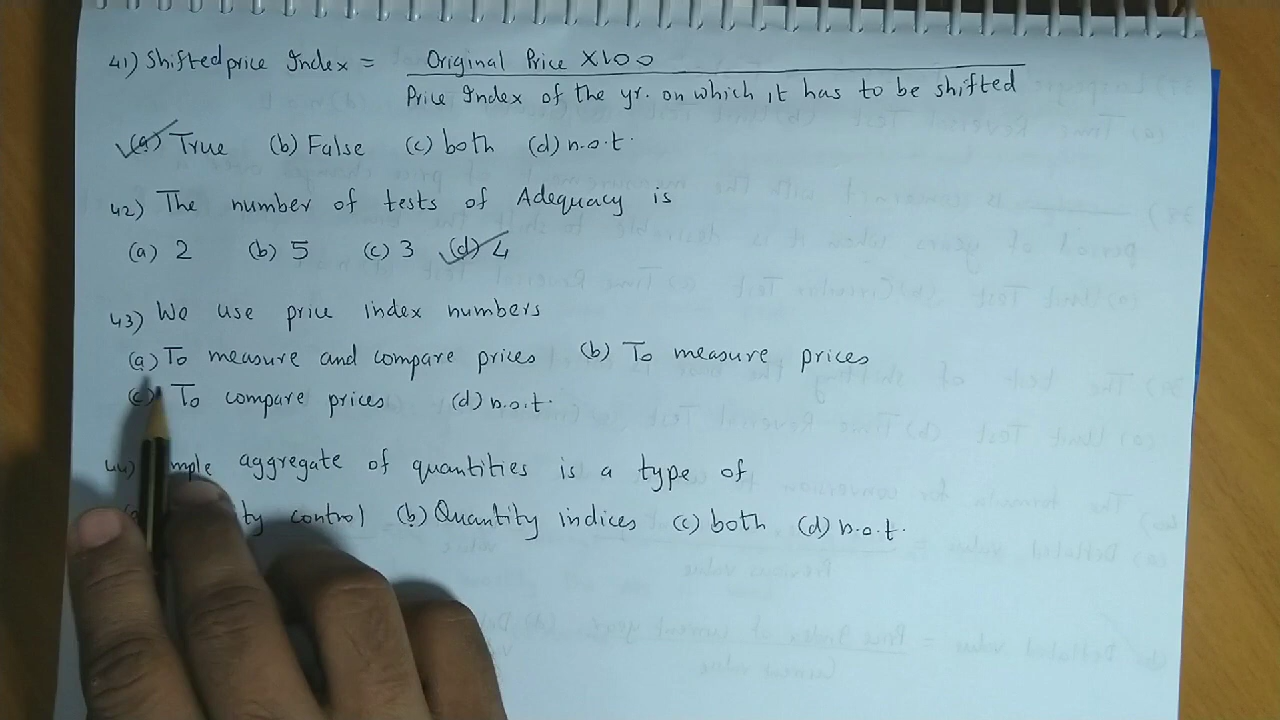 41) Shifted price Index = Original Price X100
Price Index of the yr. on which it has to be shifted
(a) True (b) False (c) both (d) n.o.t.
42) The number of tests of Adequacy is
(a) 2 (b) 5 (c) 3 (d) 4
43) We use price index numbers
(a) To measure and compare prices (b) To measure prices
(c) To compare prices (d) n.o.t.
44) aggregate of quantities is a type of
control (b) Quantity indices (c) both (d) n.o.t.